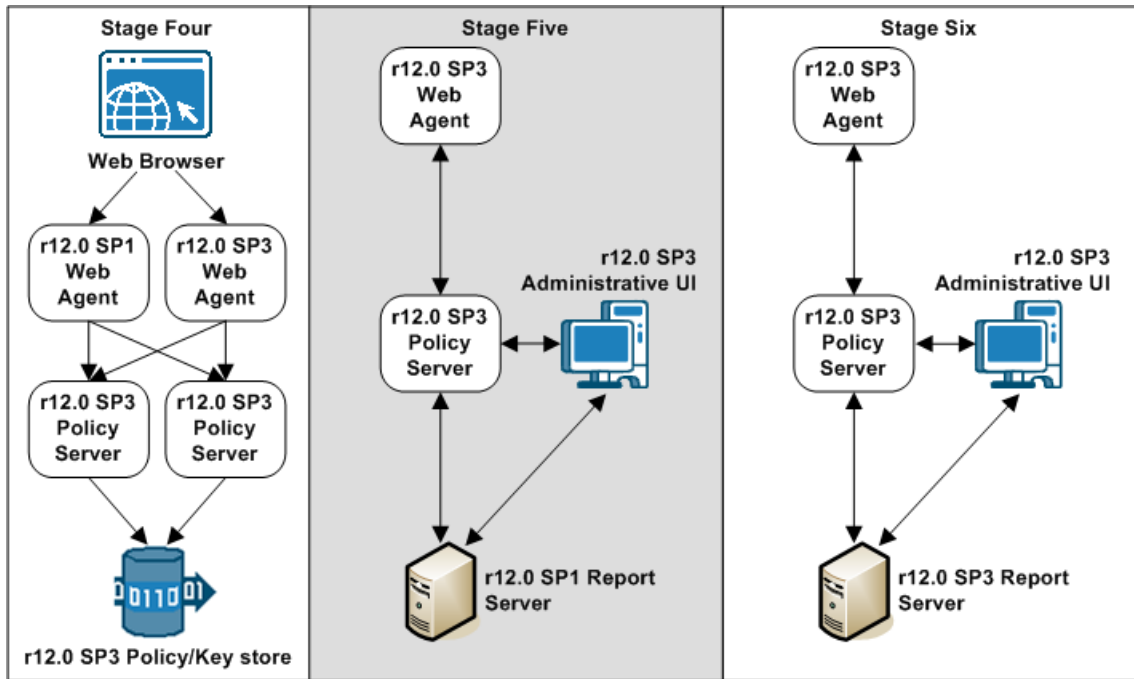 Stage Four
Web Browser
r12.0 SP1
Web
Agent
r12.0 SP3
Web
Agent
r12.0 SP3
Policy
Server
r12.0 SP3
Policy
Server
0110 01
r12.0 SP3 Policy/Key store
Stage Five
r12.0 SP3
Web
Agent
r12.0 SP3
Administrative UI
r12.0 SP3
Policy
Server
r12.0 SP1 Report
Server
Stage Six
r12.0 SP3
Web
Agent
r12.0 SP3
Administrative UI
r12.0 SP3
Policy
Server
r12.0 SP3 Report
Server